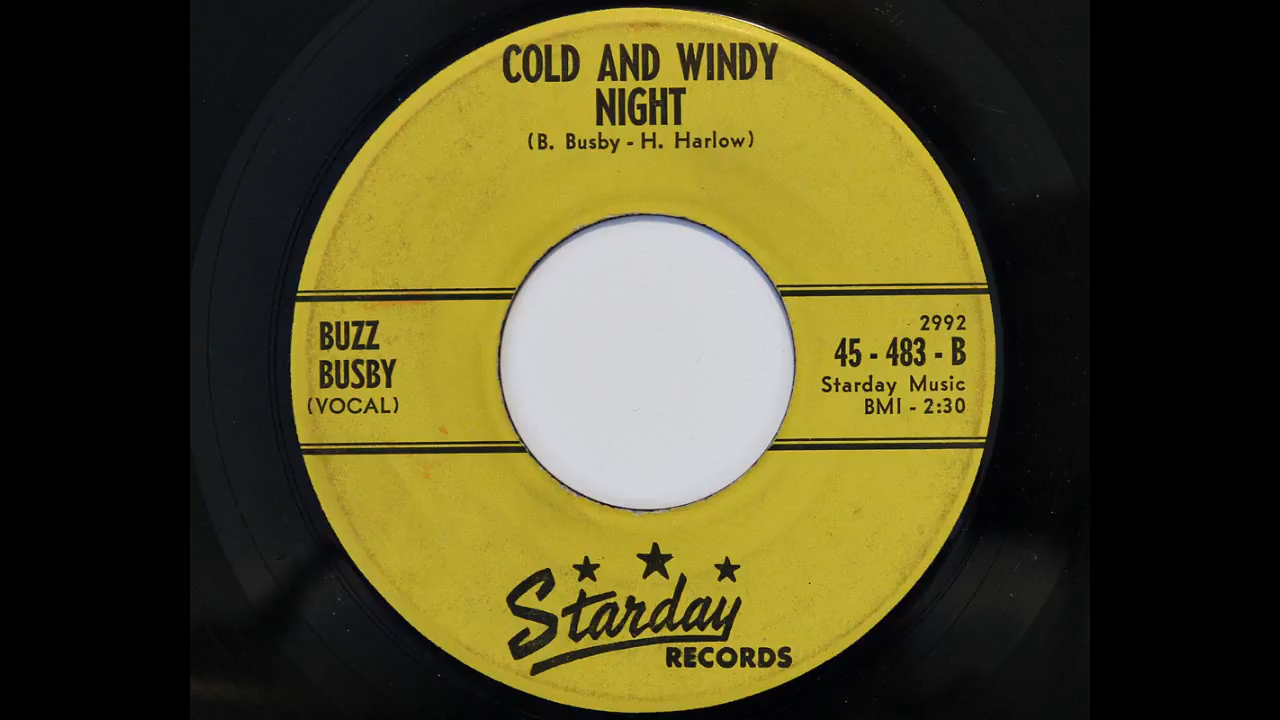 COLD AND WINDY
NIGHT
(B. Busby - H. Harlow)
BUZZ
BUSBY
(VOCAL)
2992
45 - 483 - B
Starday Music
BMI - 2:30
Starday
RECORDS